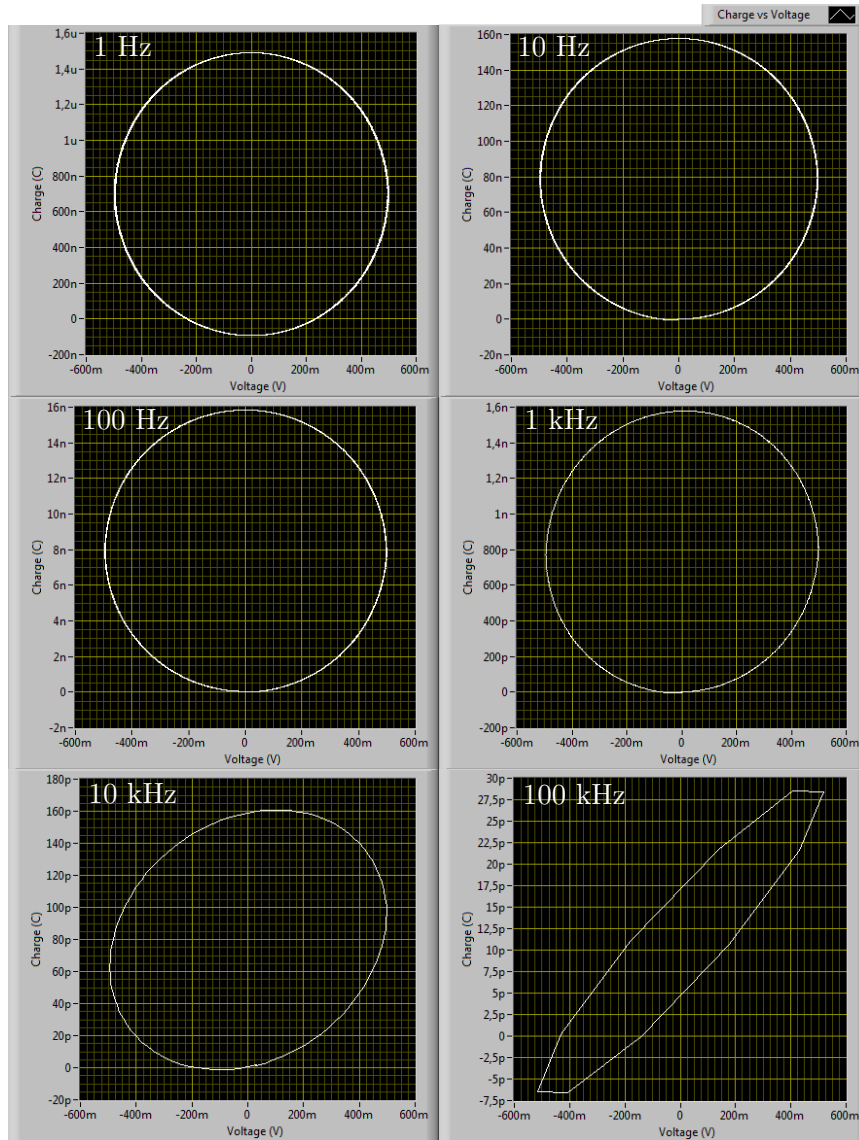 Charge vs Voltage
1 Hz
1,6u
1,4u
1,2u
1u
800n
600n
400n
200n
0
-200n
Charge (C)
-600m -400m -200m 0 200m 400m 600m
Voltage (V)
10 Hz
160n
140n
120n
100n
80n
60n
40n
20n
0
-20n
Charge (C)
-600m -400m -200m 0 200m 400m 600m
Voltage (V)
100 Hz
16n
14n
12n
10n
8n
6n
4n
2n
0
-2n
Charge (C)
-600m -400m -200m 0 200m 400m 600m
Voltage (V)
1 kHz
1,6n
1,4n
1,2n
1n
800p
600p
400p
200p
0
-200p
Charge (C)
-600m -400m -200m 0 200m 400m 600m
Voltage (V)
10 kHz
180p
160p
140p
120p
100p
80p
60p
40p
20p
0
-20p
Charge (C)
-600m -400m -200m 0 200m 400m 600m
Voltage (V)
100 kHz
30p
27,5p
25p
22,5p
20p
17,5p
15p
12,5p
10p
7,5p
5p
2,5p
0
-2,5p
-5p
-7,5p
Charge (C)
-600m -400m -200m 0 200m 400m 600m
Voltage (V)